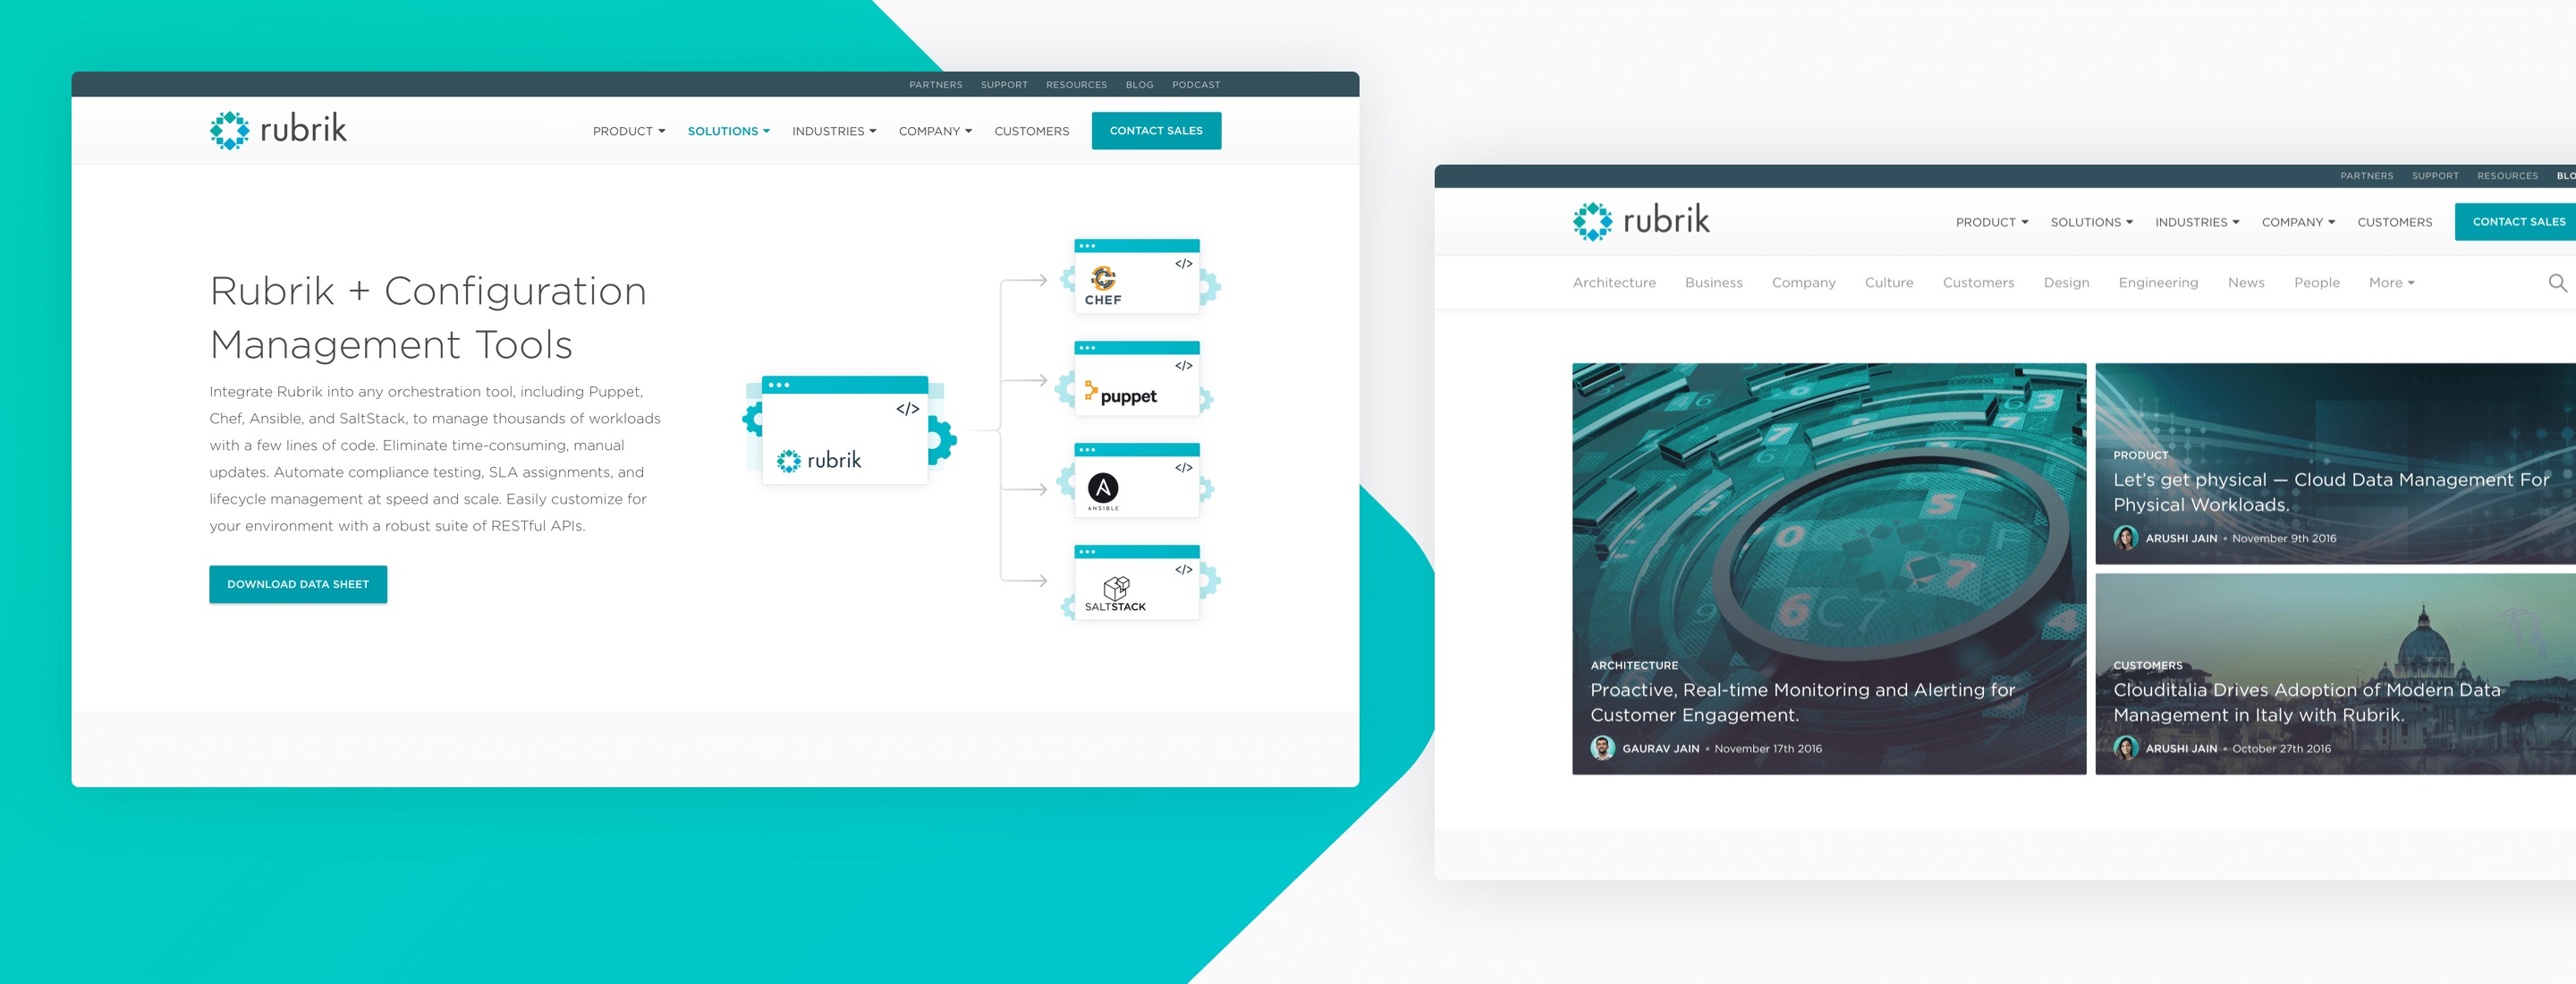 PARTNERS SUPPORT RESOURCES BLOG PODCAST
rubrik
PRODUCT SOLUTIONS INDUSTRIES COMPANY CUSTOMERS CONTACT SALES
Rubrik + Configuration
Management Tools
Integrate Rubrik into any orchestration tool, including Puppet,
Chef, Ansible, and SaltStack, to manage thousands of workloads
with a few lines of code. Eliminate time-consuming, manual
updates. Automate compliance testing, SLA assignments, and
lifecycle management at speed and scale. Easily customize for
your environment with a robust suite of RESTful APIs.
DOWNLOAD DATA SHEET
</>
rubrik
</>
CHEF
</>
puppet
</>
ANSIBLE
</>
SALTSTACK
PARTNERS SUPPORT RESOURCES BLO
rubrik
PRODUCT SOLUTIONS INDUSTRIES COMPANY CUSTOMERS CONTACT SALES
Architecture Business Company Culture Customers Design Engineering News People More
ARCHITECTURE
Proactive, Real-time Monitoring and Alerting for
Customer Engagement.
GAURAV JAIN • November 17th 2016
PRODUCT
Let's get physical — Cloud Data Management For
Physical Workloads.
ARUSHI JAIN • November 9th 2016
CUSTOMERS
Clouditalia Drives Adoption of Modern Data
Management in Italy with Rubrik.
ARUSHI JAIN • October 27th 2016